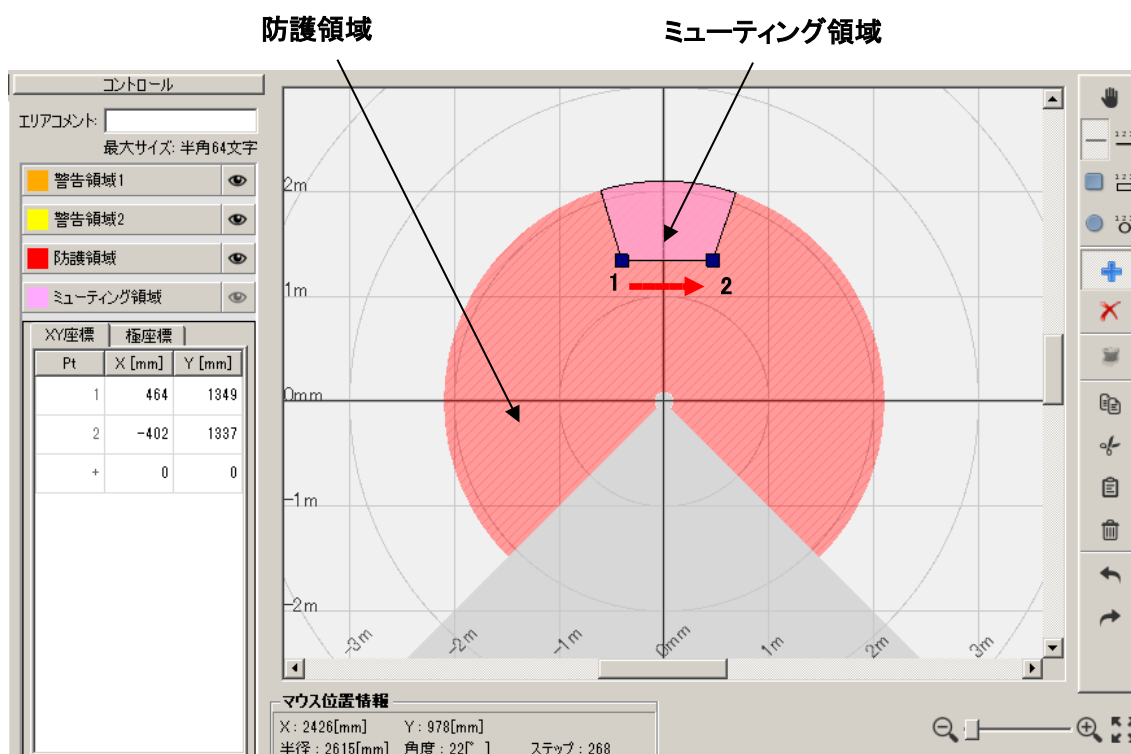 防護領域
ミューティング領域
コントロール
エリアコメント:
最大サイズ: 半角64文字
警告領域1
警告領域2
防護領域
ミューティング領域
XY座標 極座標
Pt X [mm] Y [mm]
1 464 1349
2 -402 1337
+ 0 0
2m
1m
0mm
-1m
-2m
-3m -2m -1m 0mm 1m 2m 3m
1 2
マウス位置情報
X : 2426[mm] Y : 978[mm]
半径 : 2615[mm] 角度 : 22[° ] ステップ : 268